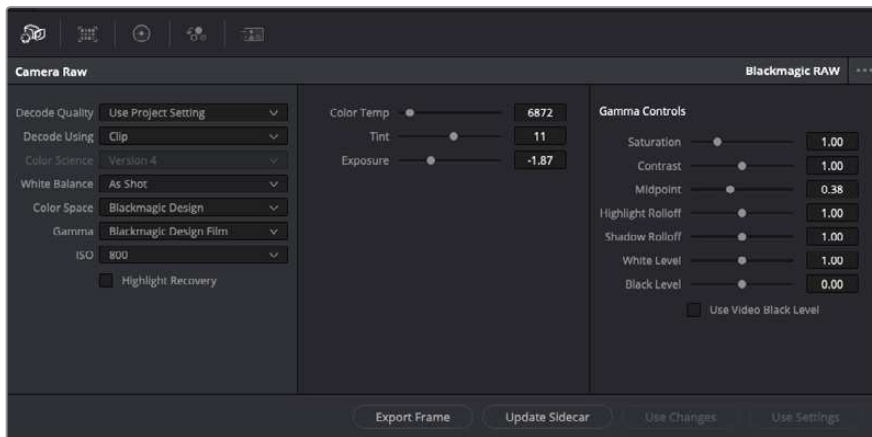 Camera Raw
Blackmagic RAW
Decode Quality Use Project Setting
Decode Using Clip
Color Science Version 4
White Balance As Shot
Color Space Blackmagic Design
Gamma Blackmagic Design Film
ISO 800
Highlight Recovery
Color Temp 6872
Tint 11
Exposure -1.87
Gamma Controls
Saturation 1.00
Contrast 1.00
Midpoint 0.38
Highlight Rolloff 1.00
Shadow Rolloff 1.00
White Level 1.00
Black Level 0.00
Use Video Black Level
Export Frame
Update Sidecar
Use Changes
Use Settings